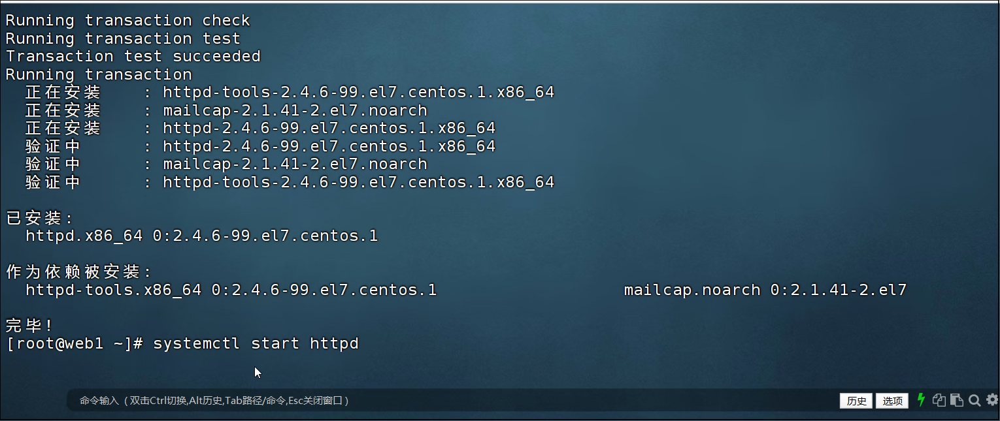 Running transaction check
Running transaction test
Transaction test succeeded
Running transaction
正在安装    : httpd-tools-2.4.6-99.el7.centos.1.x86_64
正在安装    : mailcap-2.1.41-2.el7.noarch
正在安装    : httpd-2.4.6-99.el7.centos.1.x86_64
验证中      : httpd-2.4.6-99.el7.centos.1.x86_64
验证中      : mailcap-2.1.41-2.el7.noarch
验证中      : httpd-tools-2.4.6-99.el7.centos.1.x86_64
已安装:
httpd.x86_64 0:2.4.6-99.el7.centos.1
作为依赖被安装:
httpd-tools.x86_64 0:2.4.6-99.el7.centos.1                   mailcap.noarch 0:2.1.41-2.el7
完毕!
[root@web1 ~]# systemctl start httpd
命令输入 (双击Ctrl切换,Alt历史,Tab路径/命令,Esc关闭窗口) 历史 选项